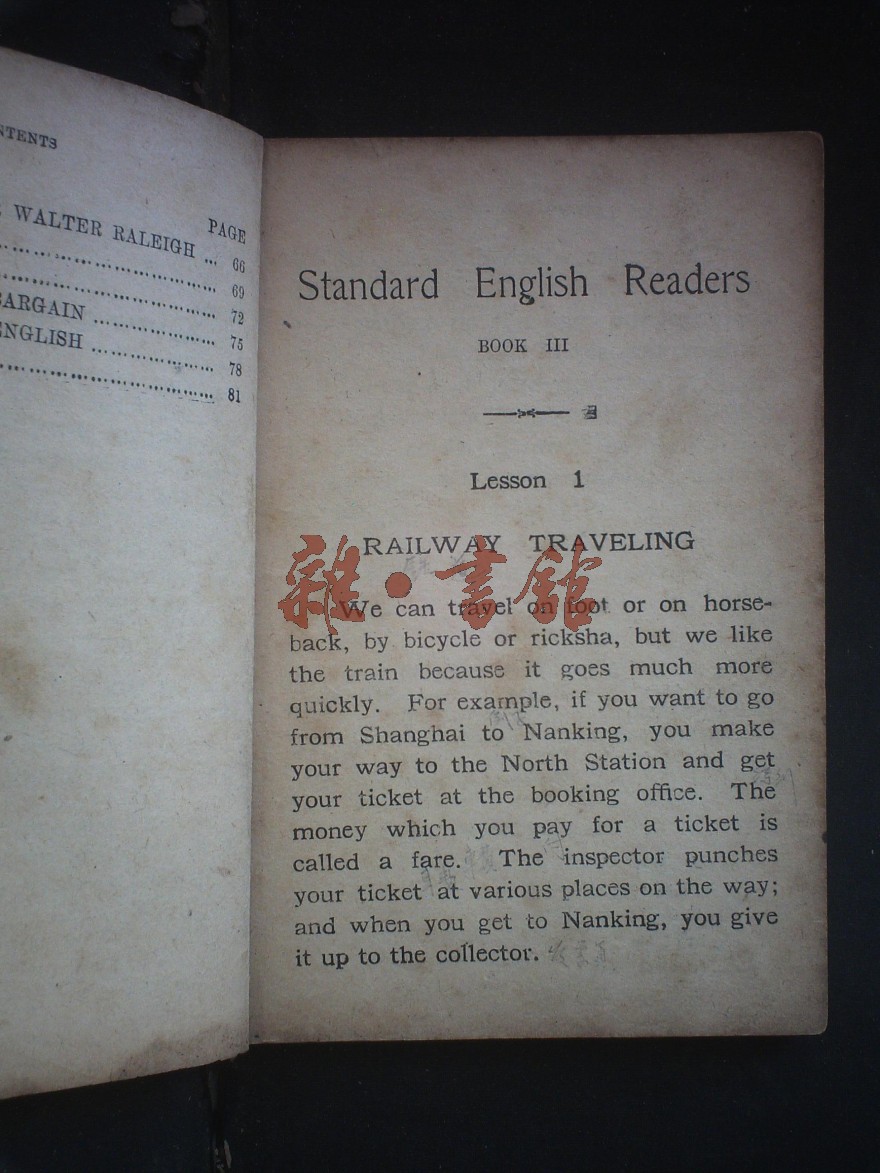 NTENTS
PAGE
WALTER RALEIGH ... 66
........................ 69
........................ 72
BARGAIN .................. 75
ENGLISH .................. 78
........................ 81
Standard English Readers
BOOK III
Lesson 1
RAILWAY TRAVELING
雜·書館
We can travel on foot or on horse-
back, by bicycle or ricksha, but we like
the train because it goes much more
quickly. For example, if you want to go
from Shanghai to Nanking, you make
your way to the North Station and get
your ticket at the booking office. The
money which you pay for a ticket is
called a fare. The inspector punches
your ticket at various places on the way;
and when you get to Nanking, you give
it up to the collector.